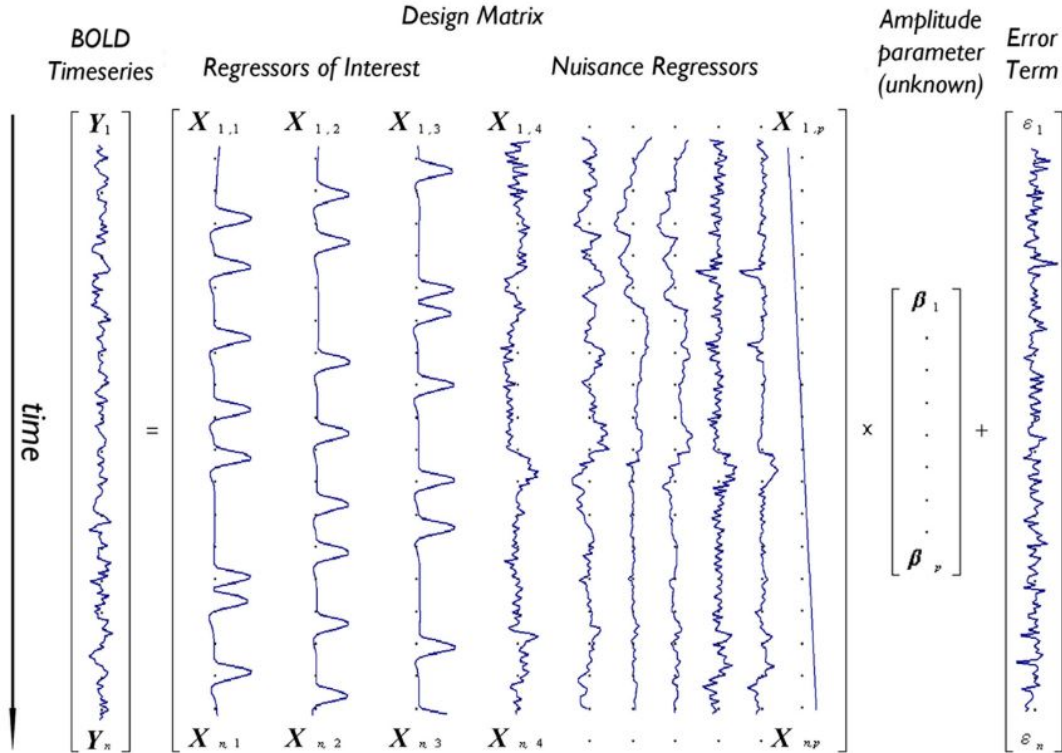 Design Matrix
BOLD Timeseries
Regressors of Interest
Nuisance Regressors
Amplitude parameter (unknown)
Error Term
Y1 X1,1 X1,2 X1,3 X1,4 . . . . . X1,p ε1
time
= x β1 . . . . . . . βp +
Yn Xn,1 Xn,2 Xn,3 Xn,4 . . . . . Xnp εn